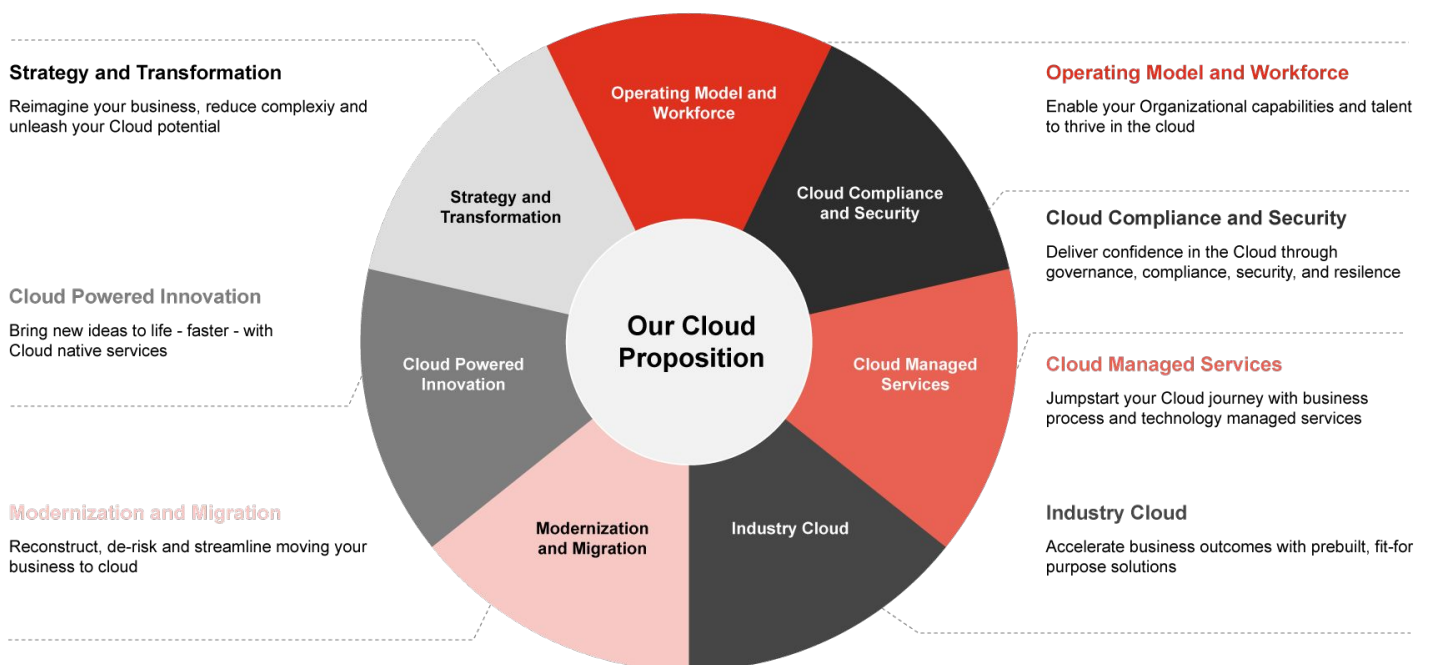 Strategy and Transformation
Reimagine your business, reduce complexiy and
unleash your Cloud potential
Cloud Powered Innovation
Bring new ideas to life - faster - with
Cloud native services
Modernization and Migration
Reconstruct, de-risk and streamline moving your
business to cloud
Operating Model and
Workforce
Strategy and
Transformation
Cloud Compliance
and Security
Our Cloud
Proposition
Cloud Powered
Innovation
Cloud Managed
Services
Modernization
and Migration
Industry Cloud
Operating Model and Workforce
Enable your Organizational capabilities and talent
to thrive in the cloud
Cloud Compliance and Security
Deliver confidence in the Cloud through
governance, compliance, security, and resilence
Cloud Managed Services
Jumpstart your Cloud journey with business
process and technology managed services
Industry Cloud
Accelerate business outcomes with prebuilt, fit-for
purpose solutions